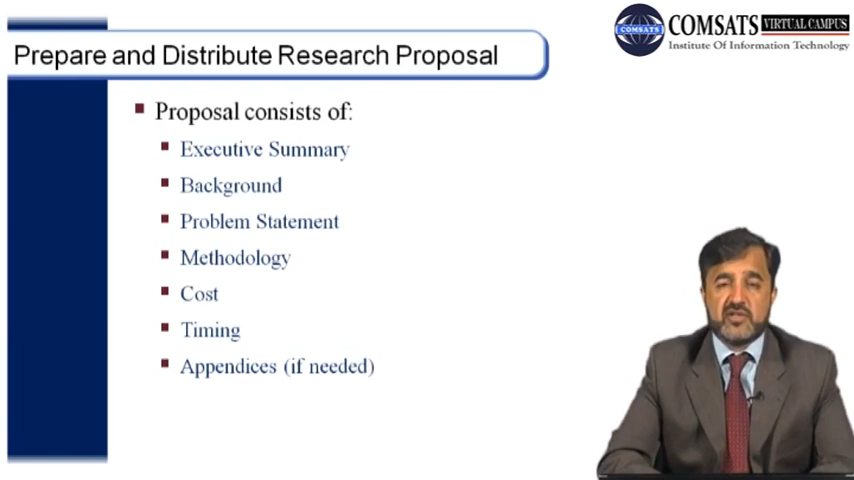 COMSATS VIRTUAL CAMPUS
COMSATS
Institute Of Information Technology
Prepare and Distribute Research Proposal
Proposal consists of:
Executive Summary
Background
Problem Statement
Methodology
Cost
Timing
Appendices (if needed)